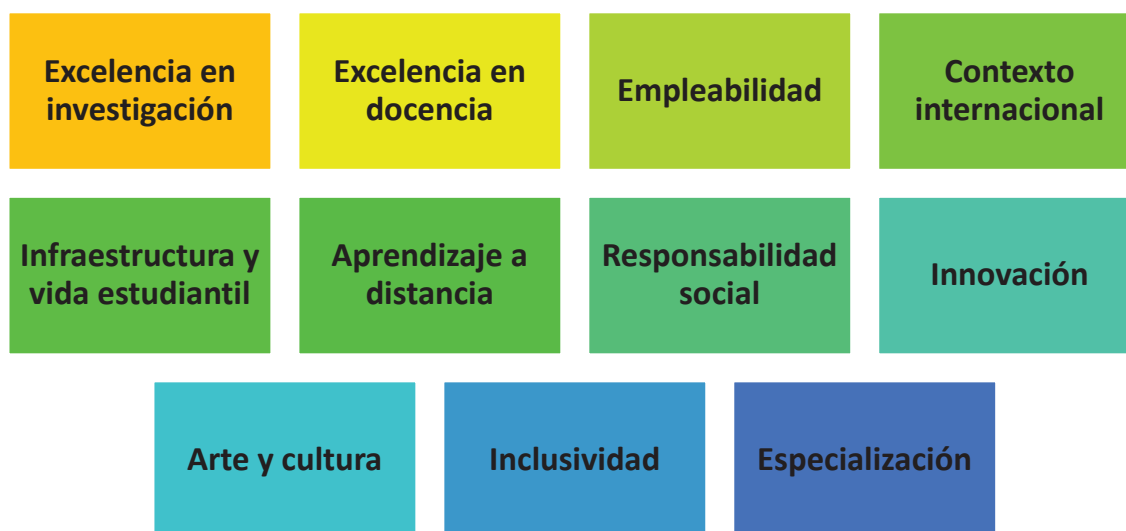 Excelencia en
investigación
Excelencia en
docencia
Empleabilidad
Contexto
internacional
Infraestructura y
vida estudiantil
Aprendizaje a
distancia
Responsabilidad
social
Innovación
Arte y cultura
Inclusividad
Especialización